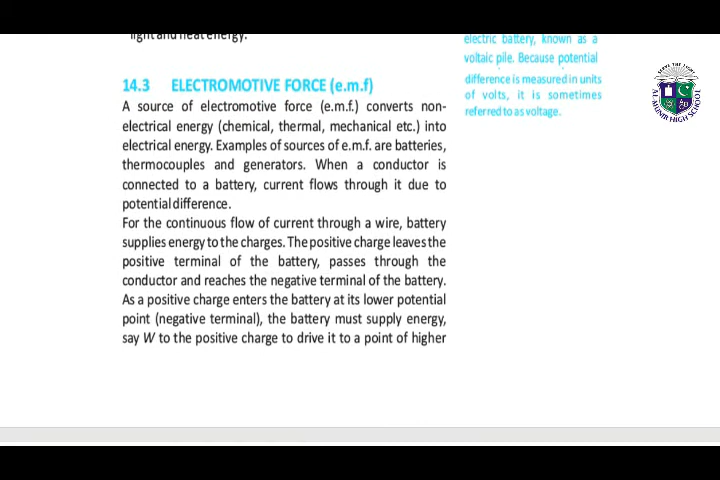 light and heat energy.
14.3 ELECTROMOTIVE FORCE (e.m.f)
A source of electromotive force (e.m.f.) converts non-
electrical energy (chemical, thermal, mechanical etc.) into
electrical energy. Examples of sources of e.m.f. are batteries,
thermocouples and generators. When a conductor is
connected to a battery, current flows through it due to
potential difference.
For the continuous flow of current through a wire, battery
supplies energy to the charges. The positive charge leaves the
positive terminal of the battery, passes through the
conductor and reaches the negative terminal of the battery.
As a positive charge enters the battery at its lower potential
point (negative terminal), the battery must supply energy,
say W to the positive charge to drive it to a point of higher
electric battery, known as a
voltaic pile. Because potential
difference is measured in units
of volts, it is sometimes
referred to as voltage.
AL-MUNIR HIGH SCHOOL